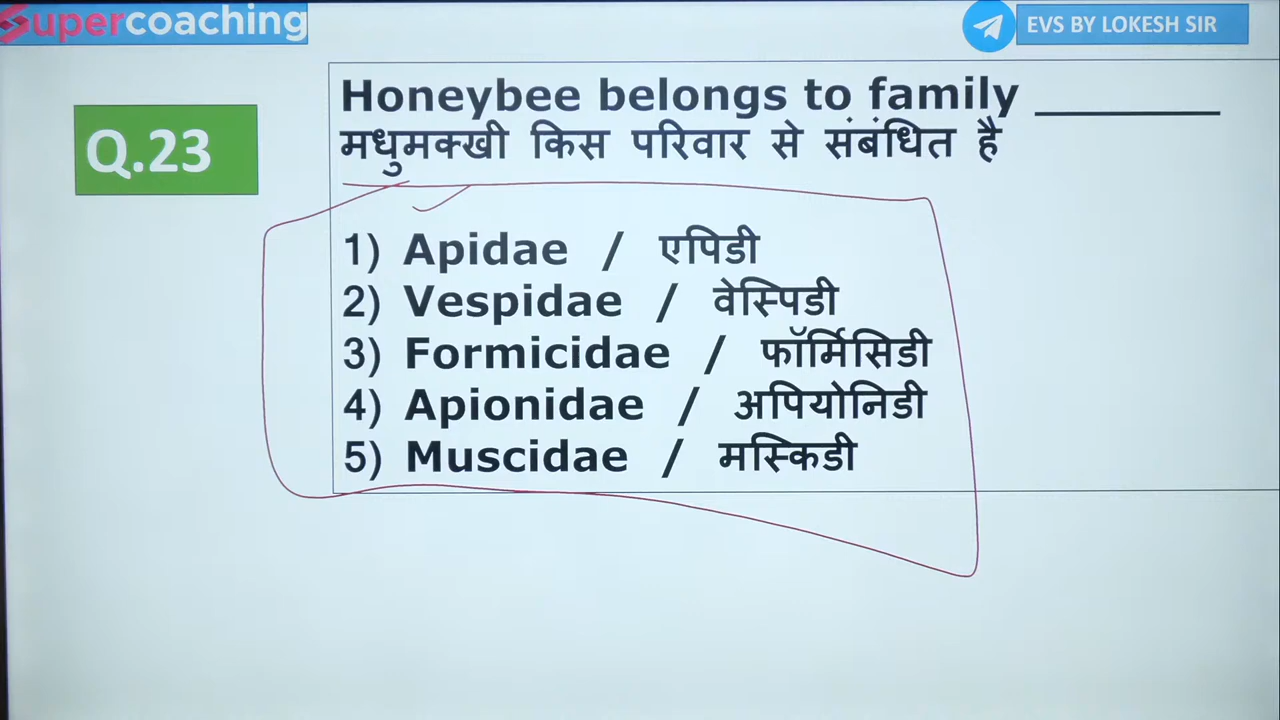 Supercoaching
EVS BY LOKESH SIR
Q.23
Honeybee belongs to family ________
मधुमक्खी किस परिवार से संबंधित है
1) Apidae / एपिडी
2) Vespidae / वेस्पिडी
3) Formicidae / फॉर्मिसिडी
4) Apionidae / अपियोनिडी
5) Muscidae / मस्किडी